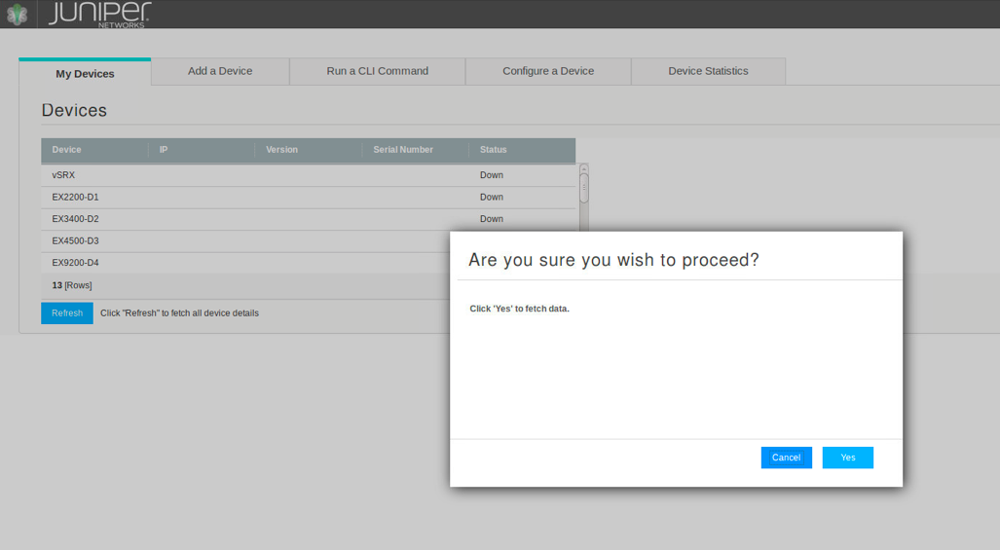 JUNIPEr
NETWORKS
My Devices Add a Device Run a CLI Command Configure a Device Device Statistics
Devices
Device IP Version Serial Number Status
vSRX Down
EX2200-D1 Down
EX3400-D2 Down
EX4500-D3
EX9200-D4
13 [Rows]
Refresh Click "Refresh" to fetch all device details
Are you sure you wish to proceed?
Click 'Yes' to fetch data.
Cancel Yes